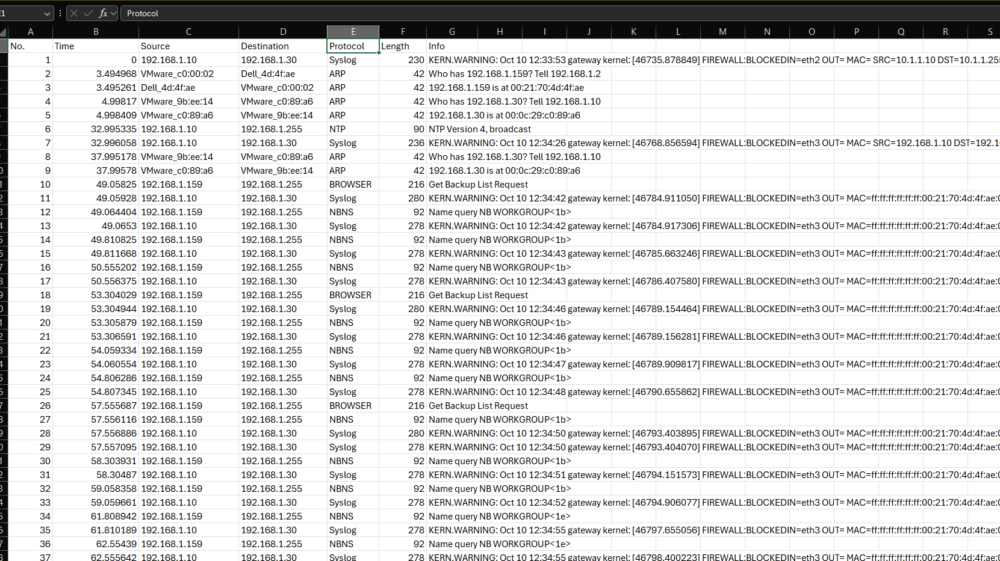 E1 fx Protocol
A B C D E F G H I J K L M N O P Q R S
No. Time Source Destination Protocol Length Info
1 0 192.168.1.10 192.168.1.30 Syslog 230 KERN.WARNING: Oct 10 12:33:53 gateway kernel: [46735.878849] FIREWALL:BLOCKEDIN=eth2 OUT= MAC= SRC=10.1.1.10 DST=10.1.1.255
2 3.494968 VMware_c0:00:02 Dell_4d:4f:ae ARP 42 Who has 192.168.1.159? Tell 192.168.1.2
3 3.495261 Dell_4d:4f:ae VMware_c0:00:02 ARP 42 192.168.1.159 is at 00:21:70:4d:4f:ae
4 4.99817 VMware_9b:ee:14 VMware_c0:89:a6 ARP 42 Who has 192.168.1.30? Tell 192.168.1.10
5 4.998409 VMware_c0:89:a6 VMware_9b:ee:14 ARP 42 192.168.1.30 is at 00:0c:29:c0:89:a6
6 32.995335 192.168.1.10 192.168.1.255 NTP 90 NTP Version 4, broadcast
7 32.996058 192.168.1.10 192.168.1.30 Syslog 236 KERN.WARNING: Oct 10 12:34:26 gateway kernel: [46768.856594] FIREWALL:BLOCKEDIN=eth3 OUT= MAC= SRC=192.168.1.10 DST=192.1
8 37.995178 VMware_9b:ee:14 VMware_c0:89:a6 ARP 42 Who has 192.168.1.30? Tell 192.168.1.10
9 37.99578 VMware_c0:89:a6 VMware_9b:ee:14 ARP 42 192.168.1.30 is at 00:0c:29:c0:89:a6
10 49.05825 192.168.1.159 192.168.1.255 BROWSER 216 Get Backup List Request
11 49.05928 192.168.1.10 192.168.1.30 Syslog 280 KERN.WARNING: Oct 10 12:34:42 gateway kernel: [46784.911050] FIREWALL:BLOCKEDIN=eth3 OUT= MAC=ff:ff:ff:ff:ff:ff:00:21:70:4d:4f:ae:0
12 49.064404 192.168.1.159 192.168.1.255 NBNS 92 Name query NB WORKGROUP<1b>
13 49.0653 192.168.1.10 192.168.1.30 Syslog 278 KERN.WARNING: Oct 10 12:34:42 gateway kernel: [46784.917306] FIREWALL:BLOCKEDIN=eth3 OUT= MAC=ff:ff:ff:ff:ff:ff:00:21:70:4d:4f:ae:0
14 49.810825 192.168.1.159 192.168.1.255 NBNS 92 Name query NB WORKGROUP<1b>
15 49.811668 192.168.1.10 192.168.1.30 Syslog 278 KERN.WARNING: Oct 10 12:34:43 gateway kernel: [46785.663246] FIREWALL:BLOCKEDIN=eth3 OUT= MAC=ff:ff:ff:ff:ff:ff:00:21:70:4d:4f:ae:0
16 50.555202 192.168.1.159 192.168.1.255 NBNS 92 Name query NB WORKGROUP<1b>
17 50.556375 192.168.1.10 192.168.1.30 Syslog 278 KERN.WARNING: Oct 10 12:34:43 gateway kernel: [46786.407580] FIREWALL:BLOCKEDIN=eth3 OUT= MAC=ff:ff:ff:ff:ff:ff:00:21:70:4d:4f:ae:0
18 53.304029 192.168.1.159 192.168.1.255 BROWSER 216 Get Backup List Request
19 53.304944 192.168.1.10 192.168.1.30 Syslog 280 KERN.WARNING: Oct 10 12:34:46 gateway kernel: [46789.154464] FIREWALL:BLOCKEDIN=eth3 OUT= MAC=ff:ff:ff:ff:ff:ff:00:21:70:4d:4f:ae:0
20 53.305879 192.168.1.159 192.168.1.255 NBNS 92 Name query NB WORKGROUP<1b>
21 53.306591 192.168.1.10 192.168.1.30 Syslog 278 KERN.WARNING: Oct 10 12:34:46 gateway kernel: [46789.156281] FIREWALL:BLOCKEDIN=eth3 OUT= MAC=ff:ff:ff:ff:ff:ff:00:21:70:4d:4f:ae:0
22 54.059334 192.168.1.159 192.168.1.255 NBNS 92 Name query NB WORKGROUP<1b>
23 54.060554 192.168.1.10 192.168.1.30 Syslog 278 KERN.WARNING: Oct 10 12:34:47 gateway kernel: [46789.909817] FIREWALL:BLOCKEDIN=eth3 OUT= MAC=ff:ff:ff:ff:ff:ff:00:21:70:4d:4f:ae:0
24 54.806286 192.168.1.159 192.168.1.255 NBNS 92 Name query NB WORKGROUP<1b>
25 54.807345 192.168.1.10 192.168.1.30 Syslog 278 KERN.WARNING: Oct 10 12:34:48 gateway kernel: [46790.655862] FIREWALL:BLOCKEDIN=eth3 OUT= MAC=ff:ff:ff:ff:ff:ff:00:21:70:4d:4f:ae:0
26 57.555687 192.168.1.159 192.168.1.255 BROWSER 216 Get Backup List Request
27 57.556116 192.168.1.159 192.168.1.255 NBNS 92 Name query NB WORKGROUP<1b>
28 57.556886 192.168.1.10 192.168.1.30 Syslog 280 KERN.WARNING: Oct 10 12:34:50 gateway kernel: [46793.403895] FIREWALL:BLOCKEDIN=eth3 OUT= MAC=ff:ff:ff:ff:ff:ff:00:21:70:4d:4f:ae:0
29 57.557095 192.168.1.10 192.168.1.30 Syslog 278 KERN.WARNING: Oct 10 12:34:50 gateway kernel: [46793.404070] FIREWALL:BLOCKEDIN=eth3 OUT= MAC=ff:ff:ff:ff:ff:ff:00:21:70:4d:4f:ae:0
30 58.303931 192.168.1.159 192.168.1.255 NBNS 92 Name query NB WORKGROUP<1b>
31 58.30487 192.168.1.10 192.168.1.30 Syslog 278 KERN.WARNING: Oct 10 12:34:51 gateway kernel: [46794.151573] FIREWALL:BLOCKEDIN=eth3 OUT= MAC=ff:ff:ff:ff:ff:ff:00:21:70:4d:4f:ae:0
32 59.058358 192.168.1.159 192.168.1.255 NBNS 92 Name query NB WORKGROUP<1b>
33 59.059661 192.168.1.10 192.168.1.30 Syslog 278 KERN.WARNING: Oct 10 12:34:52 gateway kernel: [46794.906077] FIREWALL:BLOCKEDIN=eth3 OUT= MAC=ff:ff:ff:ff:ff:ff:00:21:70:4d:4f:ae:0
34 61.808942 192.168.1.159 192.168.1.255 NBNS 92 Name query NB WORKGROUP<1e>
35 61.810189 192.168.1.10 192.168.1.30 Syslog 278 KERN.WARNING: Oct 10 12:34:55 gateway kernel: [46797.655056] FIREWALL:BLOCKEDIN=eth3 OUT= MAC=ff:ff:ff:ff:ff:ff:00:21:70:4d:4f:ae:0
36 62.55439 192.168.1.159 192.168.1.255 NBNS 92 Name query NB WORKGROUP<1e>
37 62.555642 192.168.1.10 192.168.1.30 Syslog 278 KERN.WARNING: Oct 10 12:34:55 gateway kernel: [46798.400223] FIREWALL:BLOCKEDIN=eth3 OUT= MAC=ff:ff:ff:ff:ff:ff:00:21:70:4d:4f:ae:0